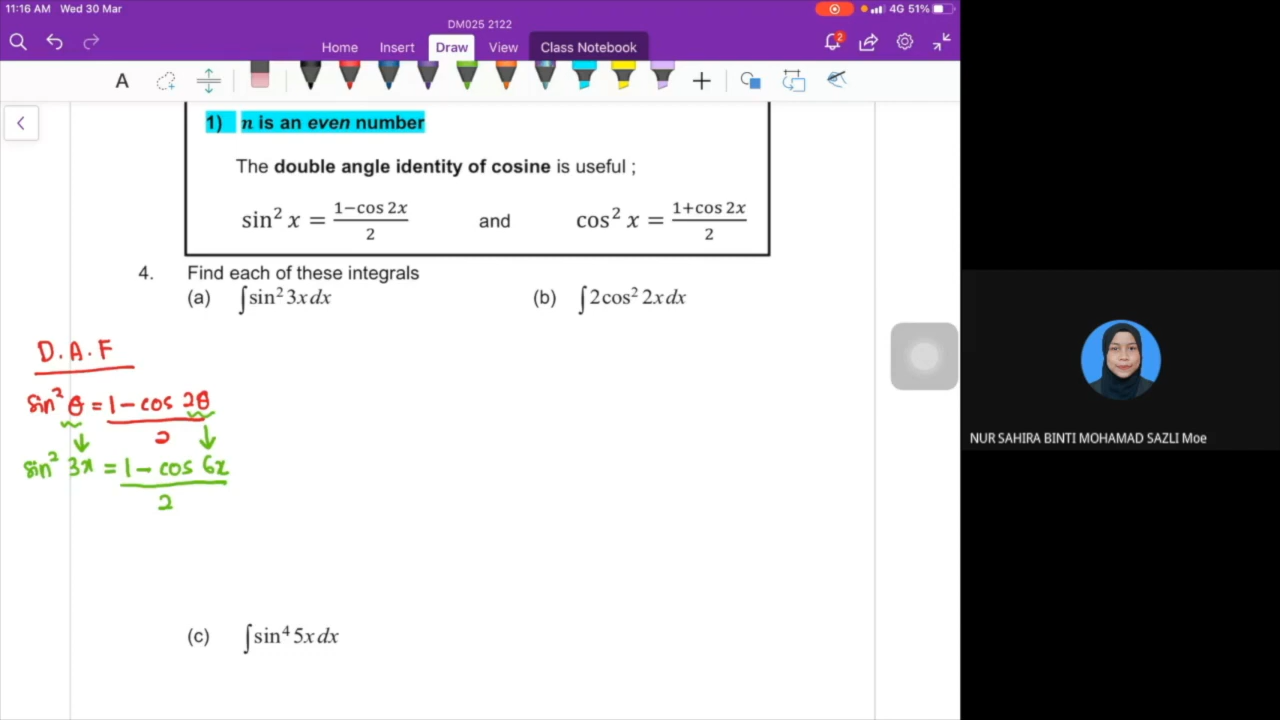 11:16 AM Wed 30 Mar
4G 51%
DM025 2122
Home Insert Draw View Class Notebook
2
A
1) n is an even number
The double angle identity of cosine is useful ;
sin² x = (1−cos 2x)/2 and cos² x = (1+cos 2x)/2
4. Find each of these integrals
(a) ∫sin² 3x dx (b) ∫2cos² 2x dx
D.A.F
sin² θ = (1 − cos 2θ)/2
sin² 3x = (1 − cos 6x)/2
NUR SAHIRA BINTI MOHAMAD SAZLI Moe
(c) ∫sin⁴ 5x dx